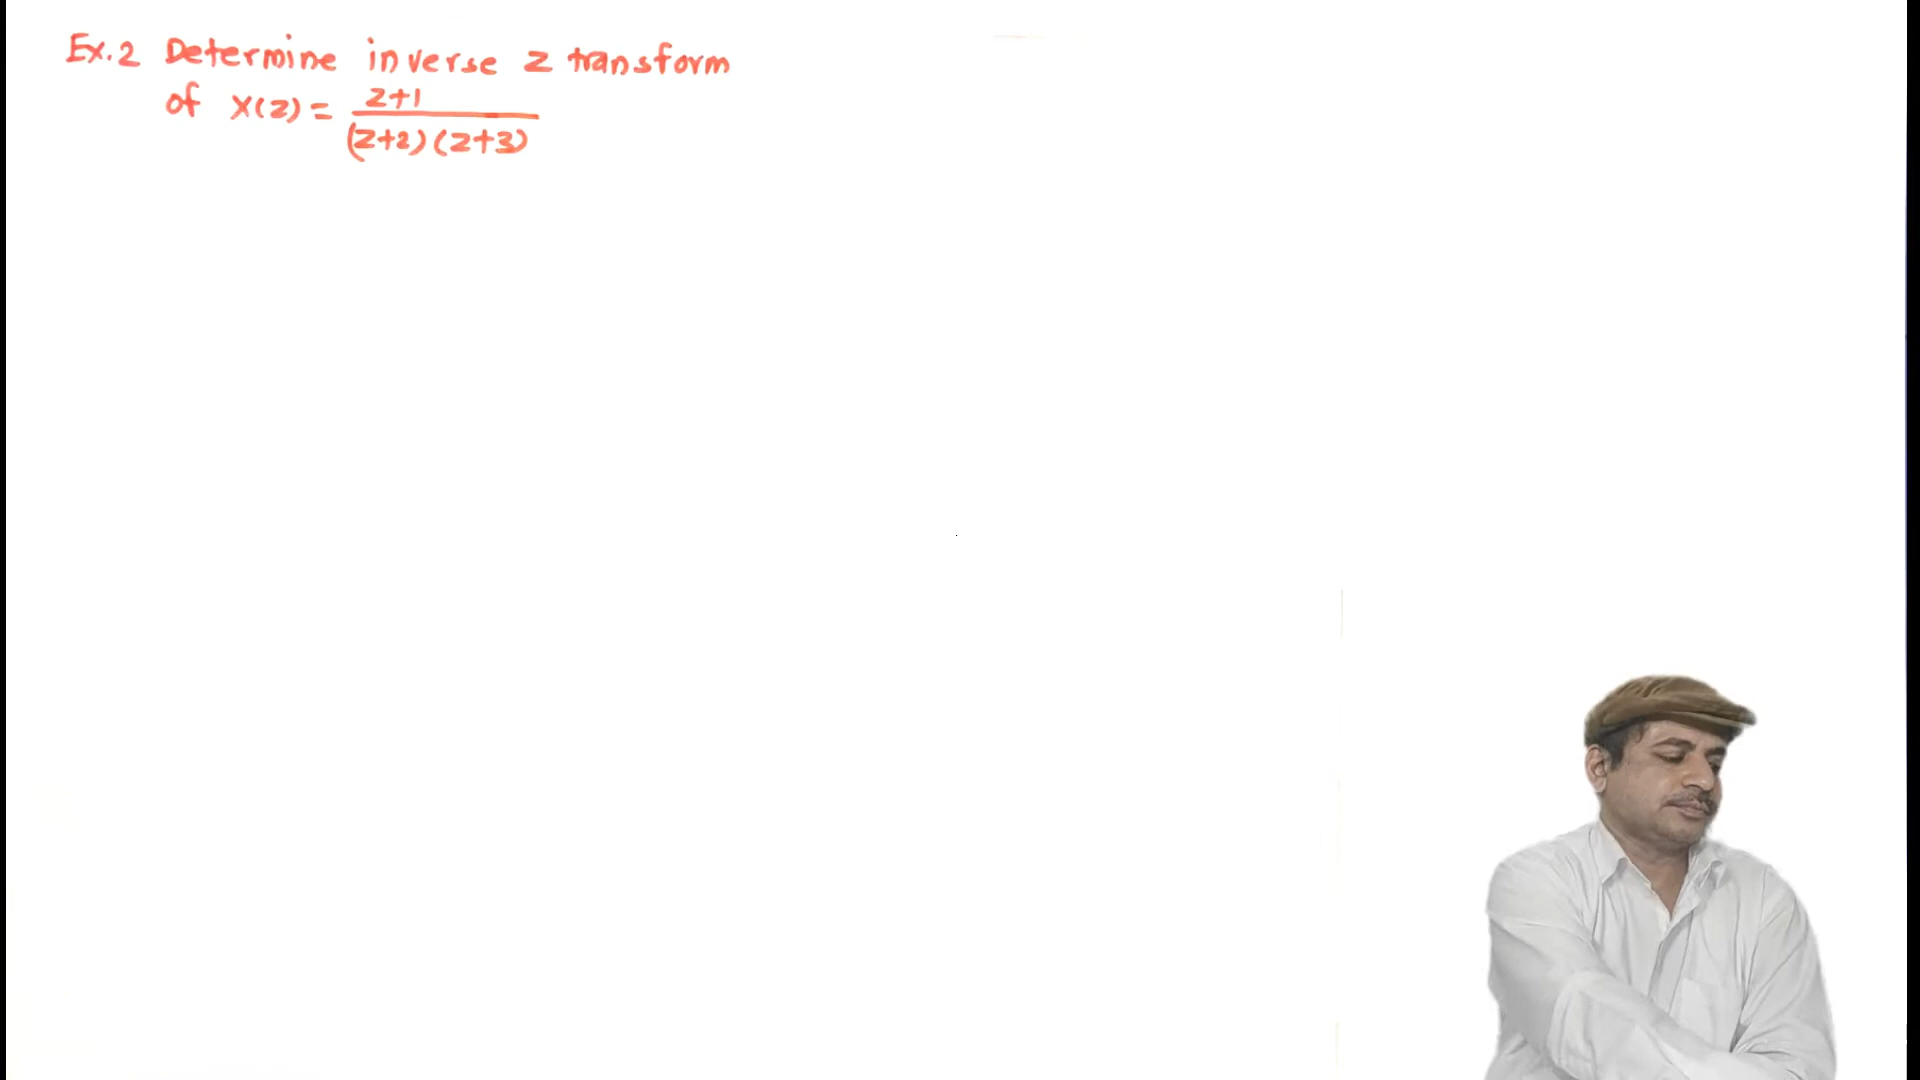 Ex.2 Determine inverse z transform
of x(z) = z+1
(z+2)(z+3)